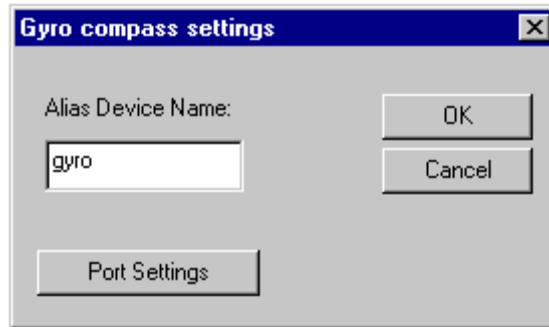 Gyro compass settings
Alias Device Name:
gyro
OK
Cancel
Port Settings